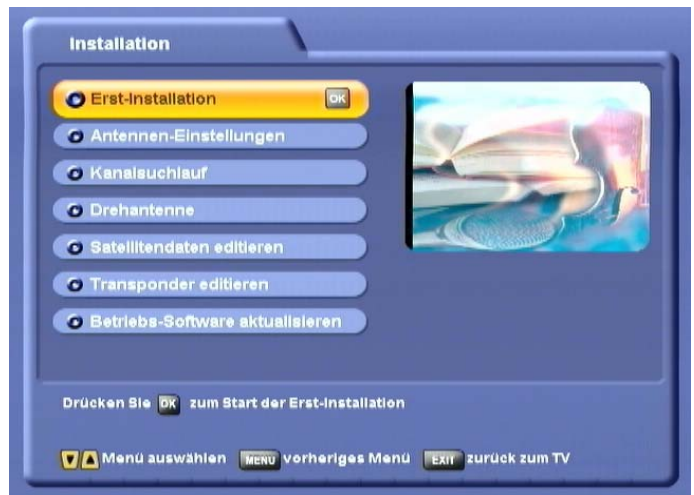 Installation
Erst-Installation OK
Antennen-Einstellungen
Kanalsuchlauf
Drehantenne
Satellitendaten editieren
Transponder editieren
Betriebs-Software aktualisieren
Drücken Sie OK zum Start der Erst-Installation
Menü auswählen MENU vorheriges Menü EXIT zurück zum TV